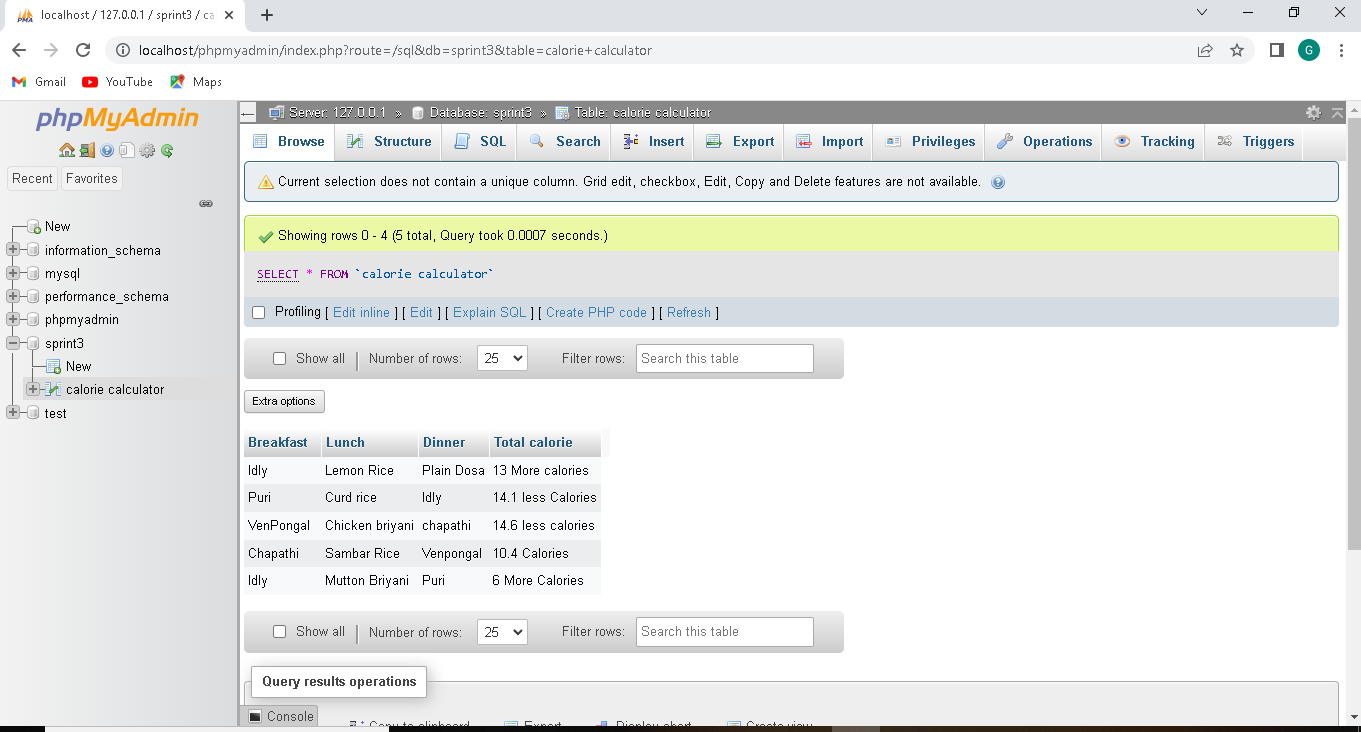 localhost / 127.0.0.1 / sprint3 / ca
localhost/phpmyadmin/index.php?route=/sql&db=sprint3&table=calorie+calculator
G
Gmail YouTube Maps
phpMyAdmin
Recent Favorites
New
information_schema
mysql
performance_schema
phpmyadmin
sprint3
New
calorie calculator
test
Server: 127.0.0.1 » Database: sprint3 » Table: calorie calculator
Browse Structure SQL Search Insert Export Import Privileges Operations Tracking Triggers
Current selection does not contain a unique column. Grid edit, checkbox, Edit, Copy and Delete features are not available.
Showing rows 0 - 4 (5 total, Query took 0.0007 seconds.)
SELECT * FROM `calorie calculator`
Profiling [ Edit inline ] [ Edit ] [ Explain SQL ] [ Create PHP code ] [ Refresh ]
Show all | Number of rows: 25 Filter rows: Search this table
Extra options
Breakfast Lunch Dinner Total calorie
Idly Lemon Rice Plain Dosa 13 More calories
Puri Curd rice Idly 14.1 less Calories
VenPongal Chicken briyani chapathi 14.6 less calories
Chapathi Sambar Rice Venpongal 10.4 Calories
Idly Mutton Briyani Puri 6 More Calories
Show all | Number of rows: 25 Filter rows: Search this table
Query results operations
Console
Copy to clipboard Export Display chart Create view